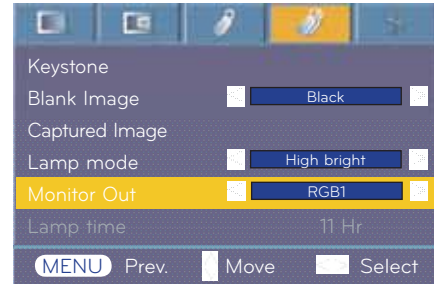 Keystone
Blank Image Black
Captured Image
Lamp mode High bright
Monitor Out RGB1
Lamp time 11 Hr
MENU Prev. Move Select